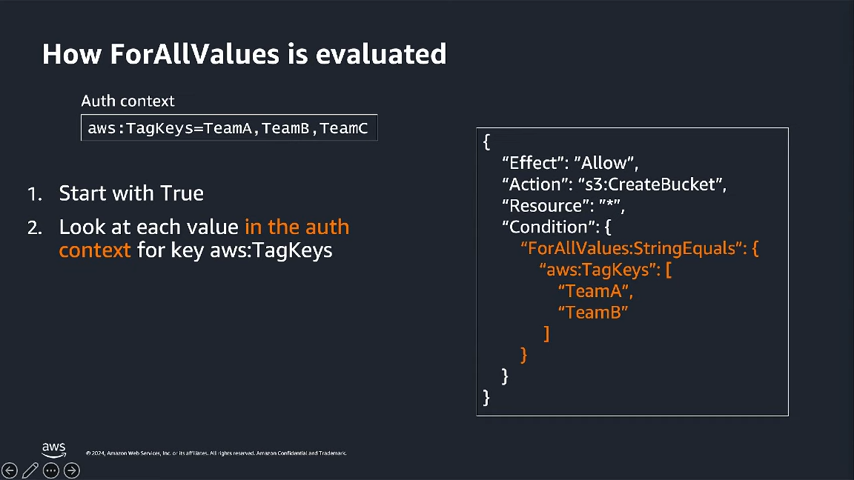 How ForAllValues is evaluated
Auth context
aws:TagKeys=TeamA,TeamB,TeamC
1. Start with True
2. Look at each value in the auth
context for key aws:TagKeys
{
“Effect”: “Allow”,
“Action”: “s3:CreateBucket”,
“Resource”: ”*”,
“Condition”: {
“ForAllValues:StringEquals”: {
“aws:TagKeys”: [
“TeamA”,
“TeamB”
]
}
}
}
aws
© 2024, Amazon Web Services, Inc. or its affiliates. All rights reserved. Amazon Confidential and Trademark.